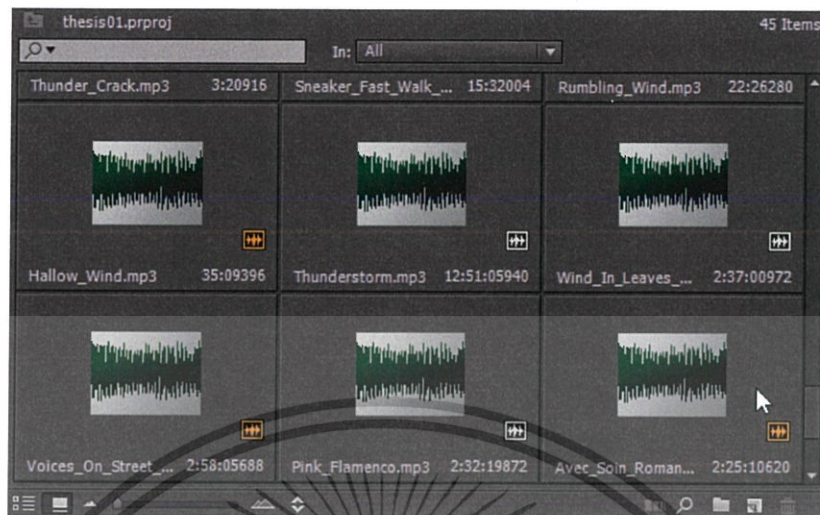 thesis01.prproj 45 Items
In: All
Thunder_Crack.mp3 3:20916 Sneaker_Fast_Walk_... 15:32004 Rumbling_Wind.mp3 22:26280
Hallow_Wind.mp3 35:09396 Thunderstorm.mp3 12:51:05940 Wind_In_Leaves_... 2:37:00972
Voices_On_Street_... 2:58:05688 Pink_Flamenco.mp3 2:32:19872 Avec_Soin_Roman... 2:25:10620